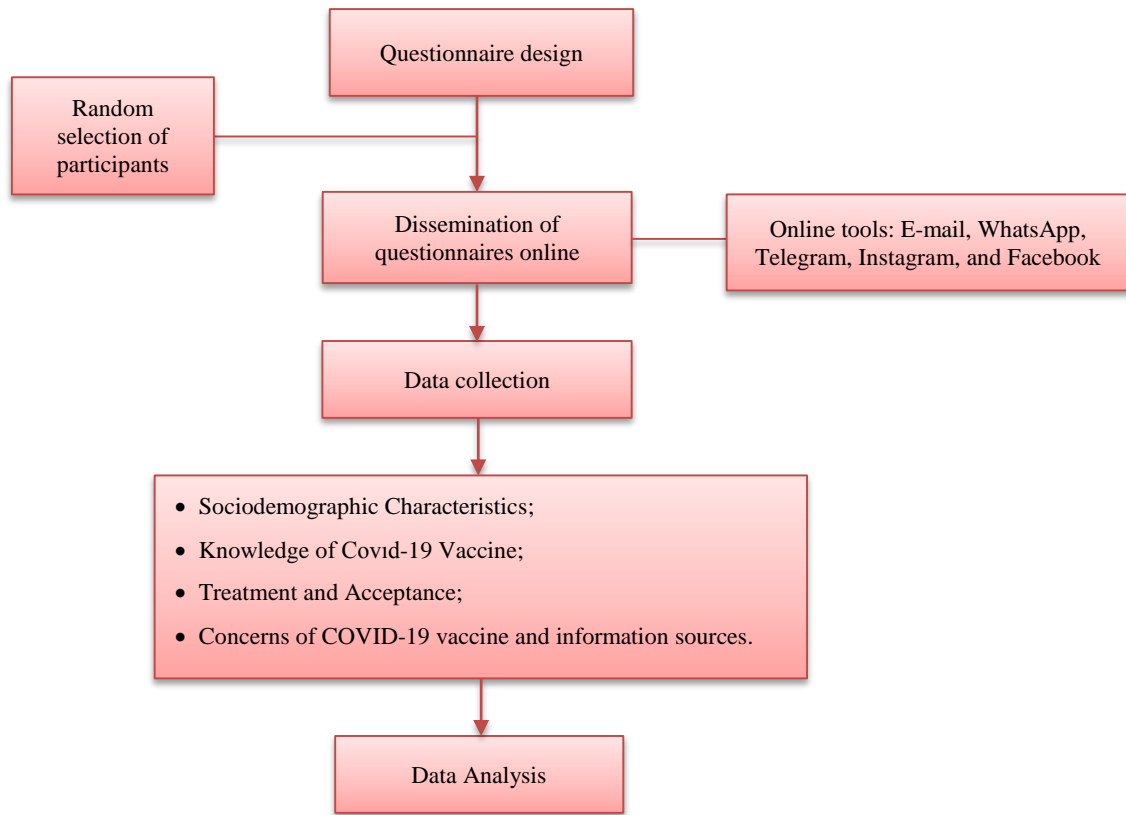 Questionnaire design
Random
selection of
participants
Dissemination of
questionnaires online
Online tools: E-mail, WhatsApp,
Telegram, Instagram, and Facebook
Data collection
• Sociodemographic Characteristics;
• Knowledge of Covıd-19 Vaccine;
• Treatment and Acceptance;
• Concerns of COVID-19 vaccine and information sources.
Data Analysis